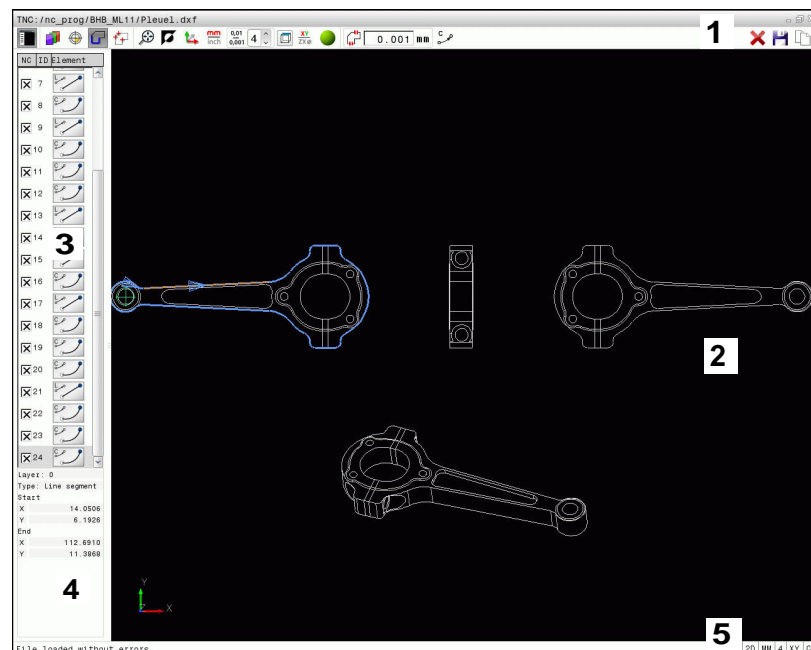 TNC:/nc_prog/BHB_ML11/Pleuel.dxf
mm
inch
0,01
0,001
4
XY
ZXØ
0.001 mm
C
1
NC ID Element
7 L
8 C
9 L
10 C
11 C
12 C
13 L
14
15
16 C
17 L
18 C
19 C
20 C
21 L
22 C
23 C
24 C
3
2
Layer: 0
Type: Line segment
Start
X 14.0506
Y 6.1926
End
X 112.6910
Y 11.3868
4
Y
Z X
5
File loaded without errors
2D MM 4 XY